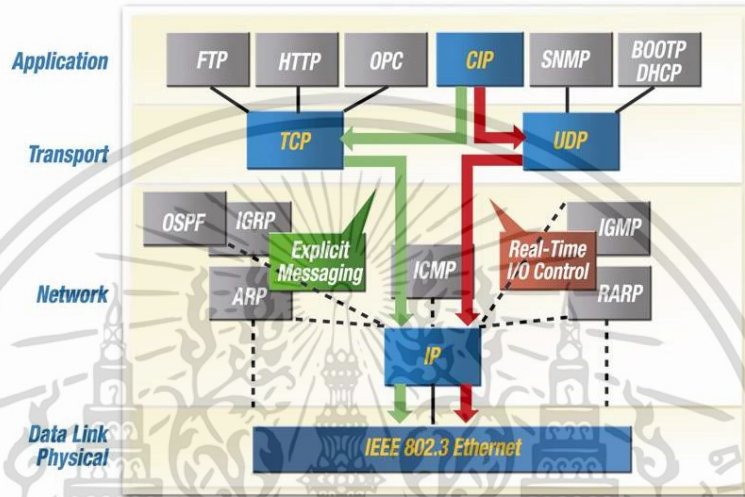 Application
FTP
HTTP
OPC
CIP
SNMP
BOOTP
DHCP
Transport
TCP
UDP
OSPF
IGRP
Explicit
Messaging
ICMP
Real-Time
I/O Control
IGMP
Network
ARP
RARP
IP
Data Link
Physical
IEEE 802.3 Ethernet